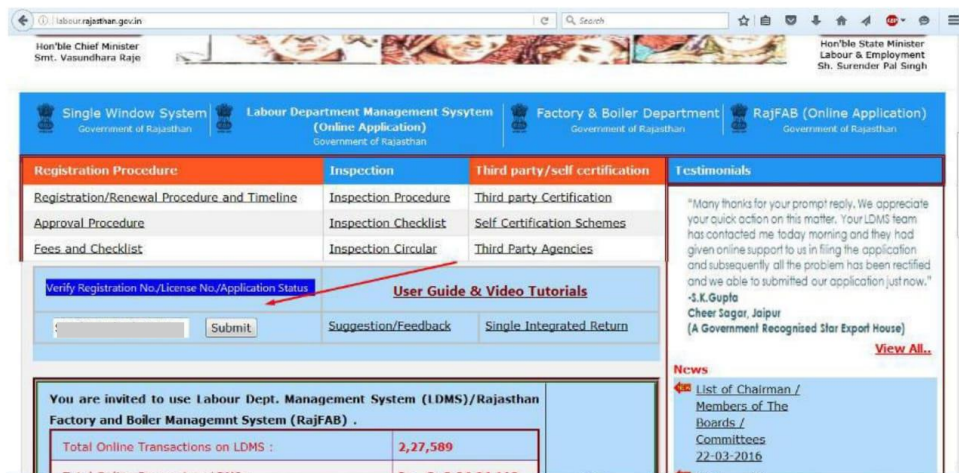 labour.rajasthan.gov.in
Search
Hon'ble Chief Minister
Smt. Vasundhara Raje
Hon'ble State Minister
Labour & Employment
Sh. Surender Pal Singh
Single Window System
Government of Rajasthan
Labour Department Management Sysytem
(Online Application)
Government of Rajasthan
Factory & Boiler Department
Government of Rajasthan
RajFAB (Online Application)
Government of Rajasthan
Registration Procedure
Inspection
Third party/self certification
Registration/Renewal Procedure and Timeline
Inspection Procedure
Third party Certification
Approval Procedure
Inspection Checklist
Self Certification Schemes
Fees and Checklist
Inspection Circular
Third Party Agencies
Verify Registration No./License No./Application Status
User Guide & Video Tutorials
Submit
Suggestion/Feedback
Single Integrated Return
Testimonials
"Many thanks for your prompt reply. We appreciate
your quick action on this matter. Your LDMS team
has contacted me today morning and they had
given online support to us in filing the application
and subsequently all the problem has been rectified
and we able to submitted our application just now."
-S.K.Gupta
Cheer Sagar, Jaipur
(A Government Recognised Star Export House)
View All..
News
List of Chairman /
Members of The
Boards /
Committees
22-03-2016
You are invited to use Labour Dept. Management System (LDMS)/Rajasthan
Factory and Boiler Managemnt System (RajFAB) .
Total Online Transactions on LDMS :
2,27,589